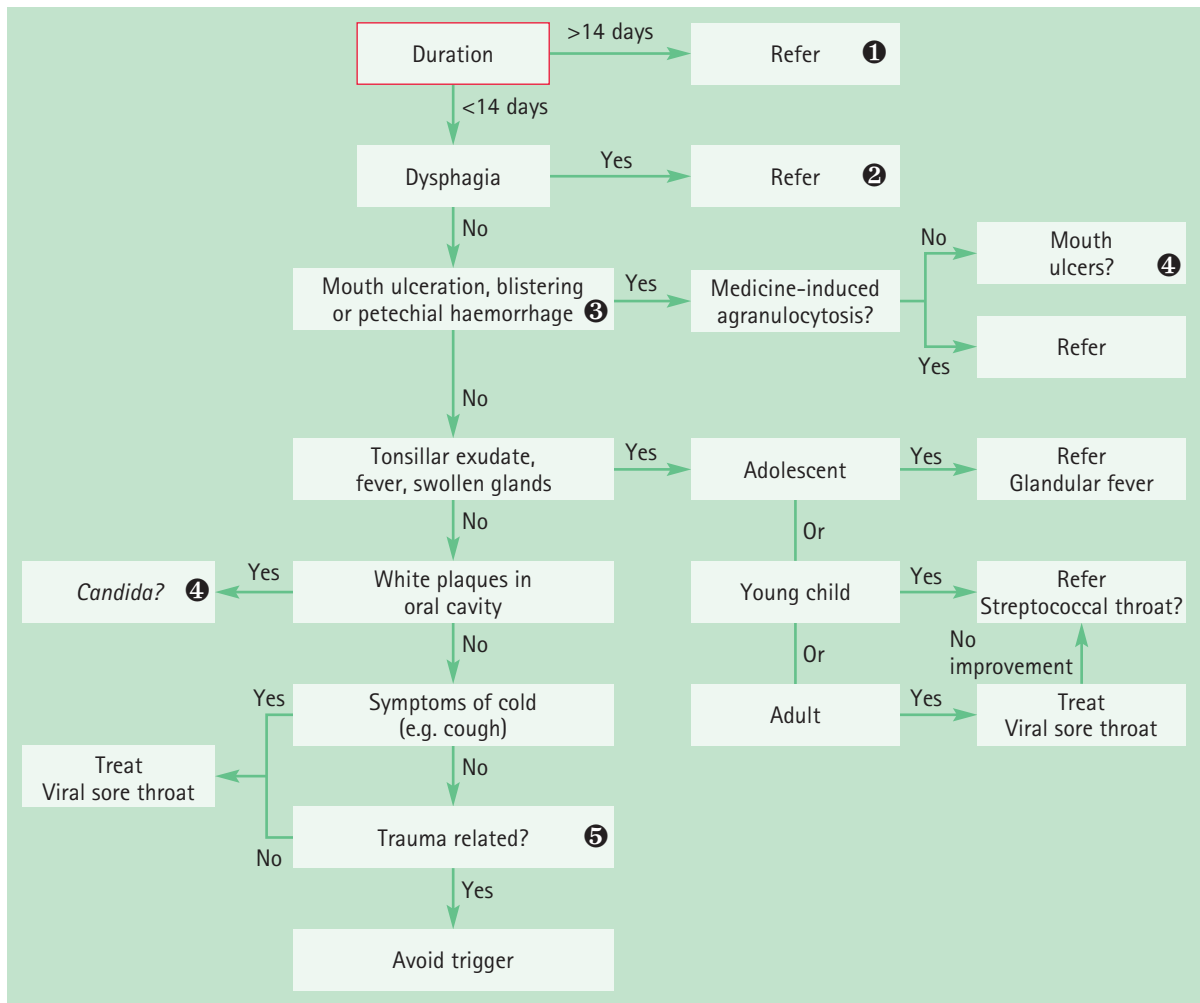 Duration
>14 days
Refer
❶
<14 days
Dysphagia
Yes
Refer
❷
No
Mouth ulceration, blistering
or petechial haemorrhage
❸
Yes
Medicine-induced
agranulocytosis?
No
Mouth
ulcers?
❹
Yes
Refer
No
Tonsillar exudate,
fever, swollen glands
Yes
Adolescent
Yes
Refer
Glandular fever
No
Or
Candida?
❹
Yes
White plaques in
oral cavity
Young child
Yes
Refer
Streptococcal throat?
No
Or
No
improvement
Yes
Symptoms of cold
(e.g. cough)
Adult
Yes
Treat
Viral sore throat
Treat
Viral sore throat
No
No
Trauma related?
❺
Yes
Avoid trigger